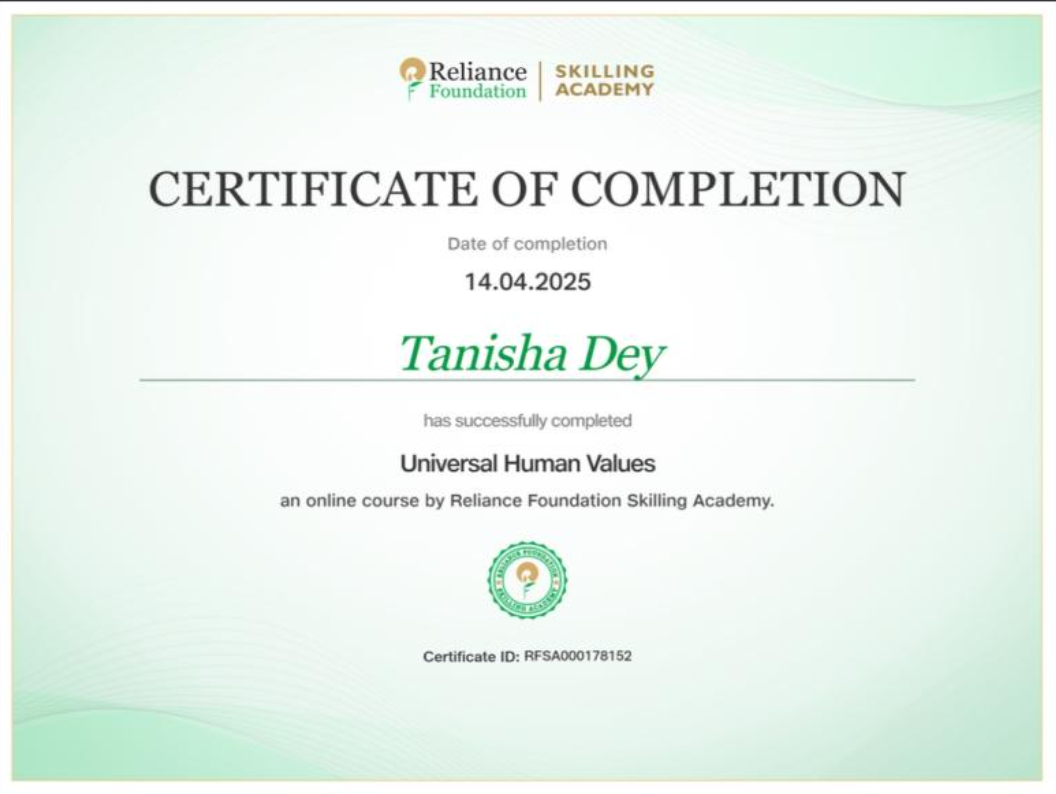 Reliance
Foundation
SKILLING
ACADEMY
CERTIFICATE OF COMPLETION
Date of completion
14.04.2025
Tanisha Dey
has successfully completed
Universal Human Values
an online course by Reliance Foundation Skilling Academy.
RELIANCE FOUNDATION
SKILLING ACADEMY
Certificate ID: RFSA000178152